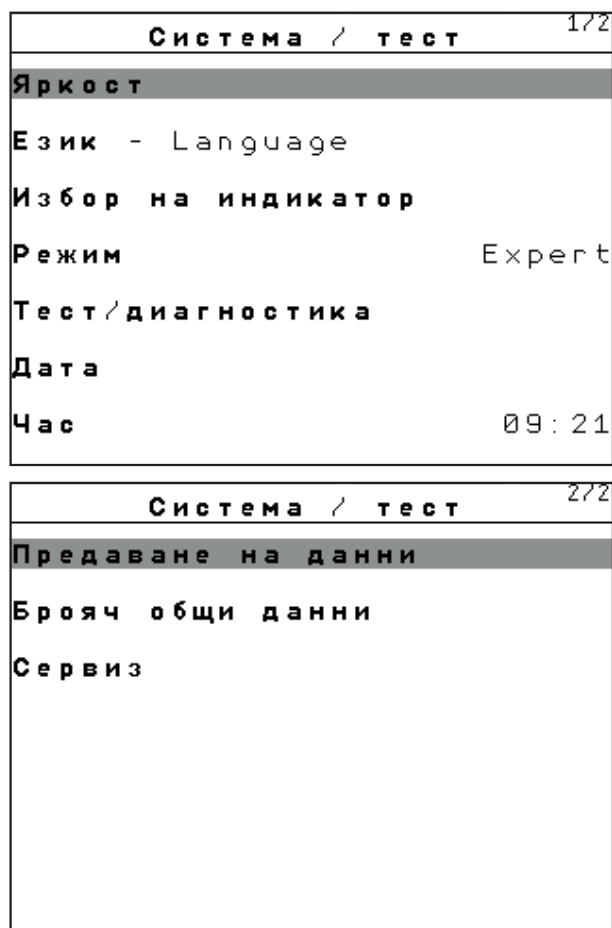 1/2
Система / тест
Яркост
Език - Language
Избор на индикатор
Режим Expert
Тест/диагностика
Дата
Час 09:21
2/2
Система / тест
Предаване на данни
Брояч общи данни
Сервиз